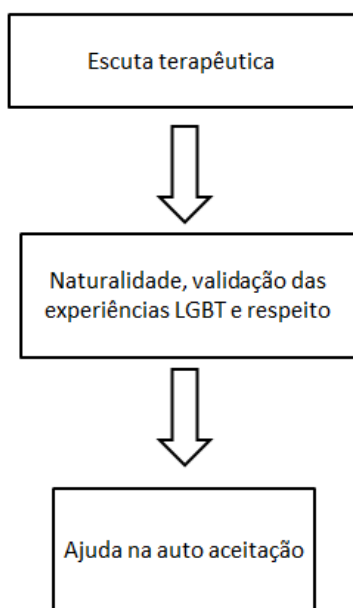 Escuta terapêutica
Naturalidade, validação das
experiências LGBT e respeito
Ajuda na auto aceitação